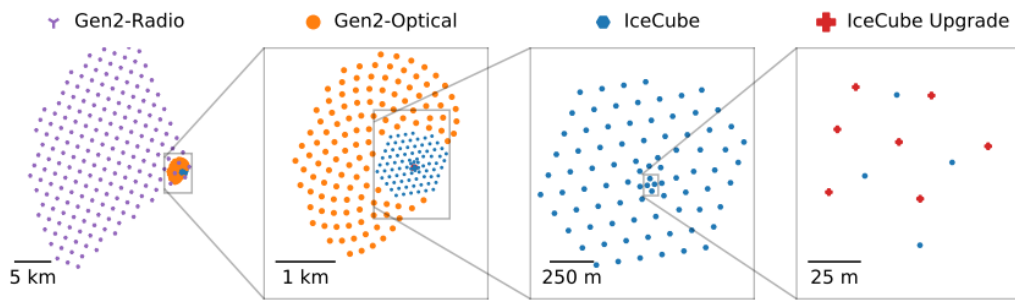 Gen2-Radio
Gen2-Optical
IceCube
IceCube Upgrade
5 km
1 km
250 m
25 m